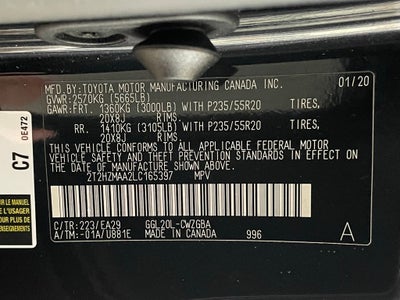 MFD.BY:TOYOTA MOTOR MANUFACTURING CANADA INC. 01/20
GVWR:2570KG (5665LB)
GAWR:FRT. 1360KG (3000LB) WITH P235/55R20 TIRES,
20X8J RIMS.
RR. 1410KG (3105LB) WITH P235/55R20 TIRES,
20X8J RIMS.
THIS VEHICLE CONFORMS TO ALL APPLICABLE FEDERAL MOTOR
VEHICLE SAFETY STANDARDS IN EFFECT ON
THE DATE OF MANUFACTURE SHOWN ABOVE.
2T2HZMAA2LC165397 MPV
C/TR:223/EA29 GGL20L-CWZGBA
A/TM:-01A/U881E MADE IN CANADA 996 A
0E472
C7
L'USAGER